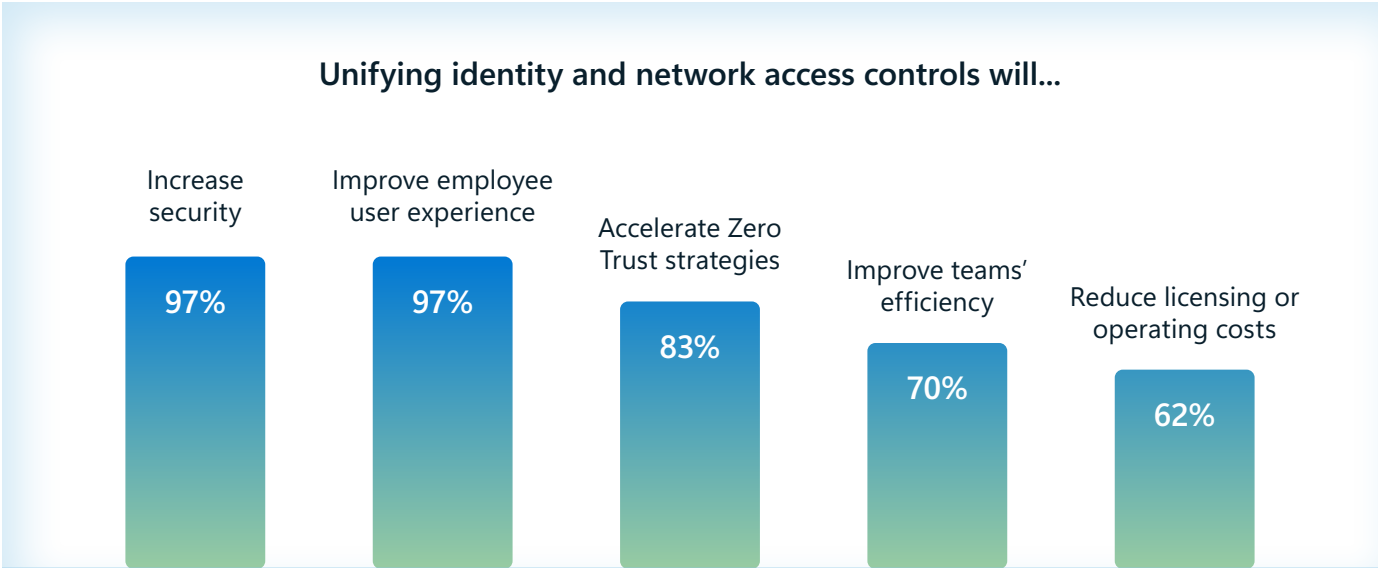 Unifying identity and network access controls will...
Increase
security
97%
Improve employee
user experience
97%
Accelerate Zero
Trust strategies
83%
Improve teams’
efficiency
70%
Reduce licensing or
operating costs
62%